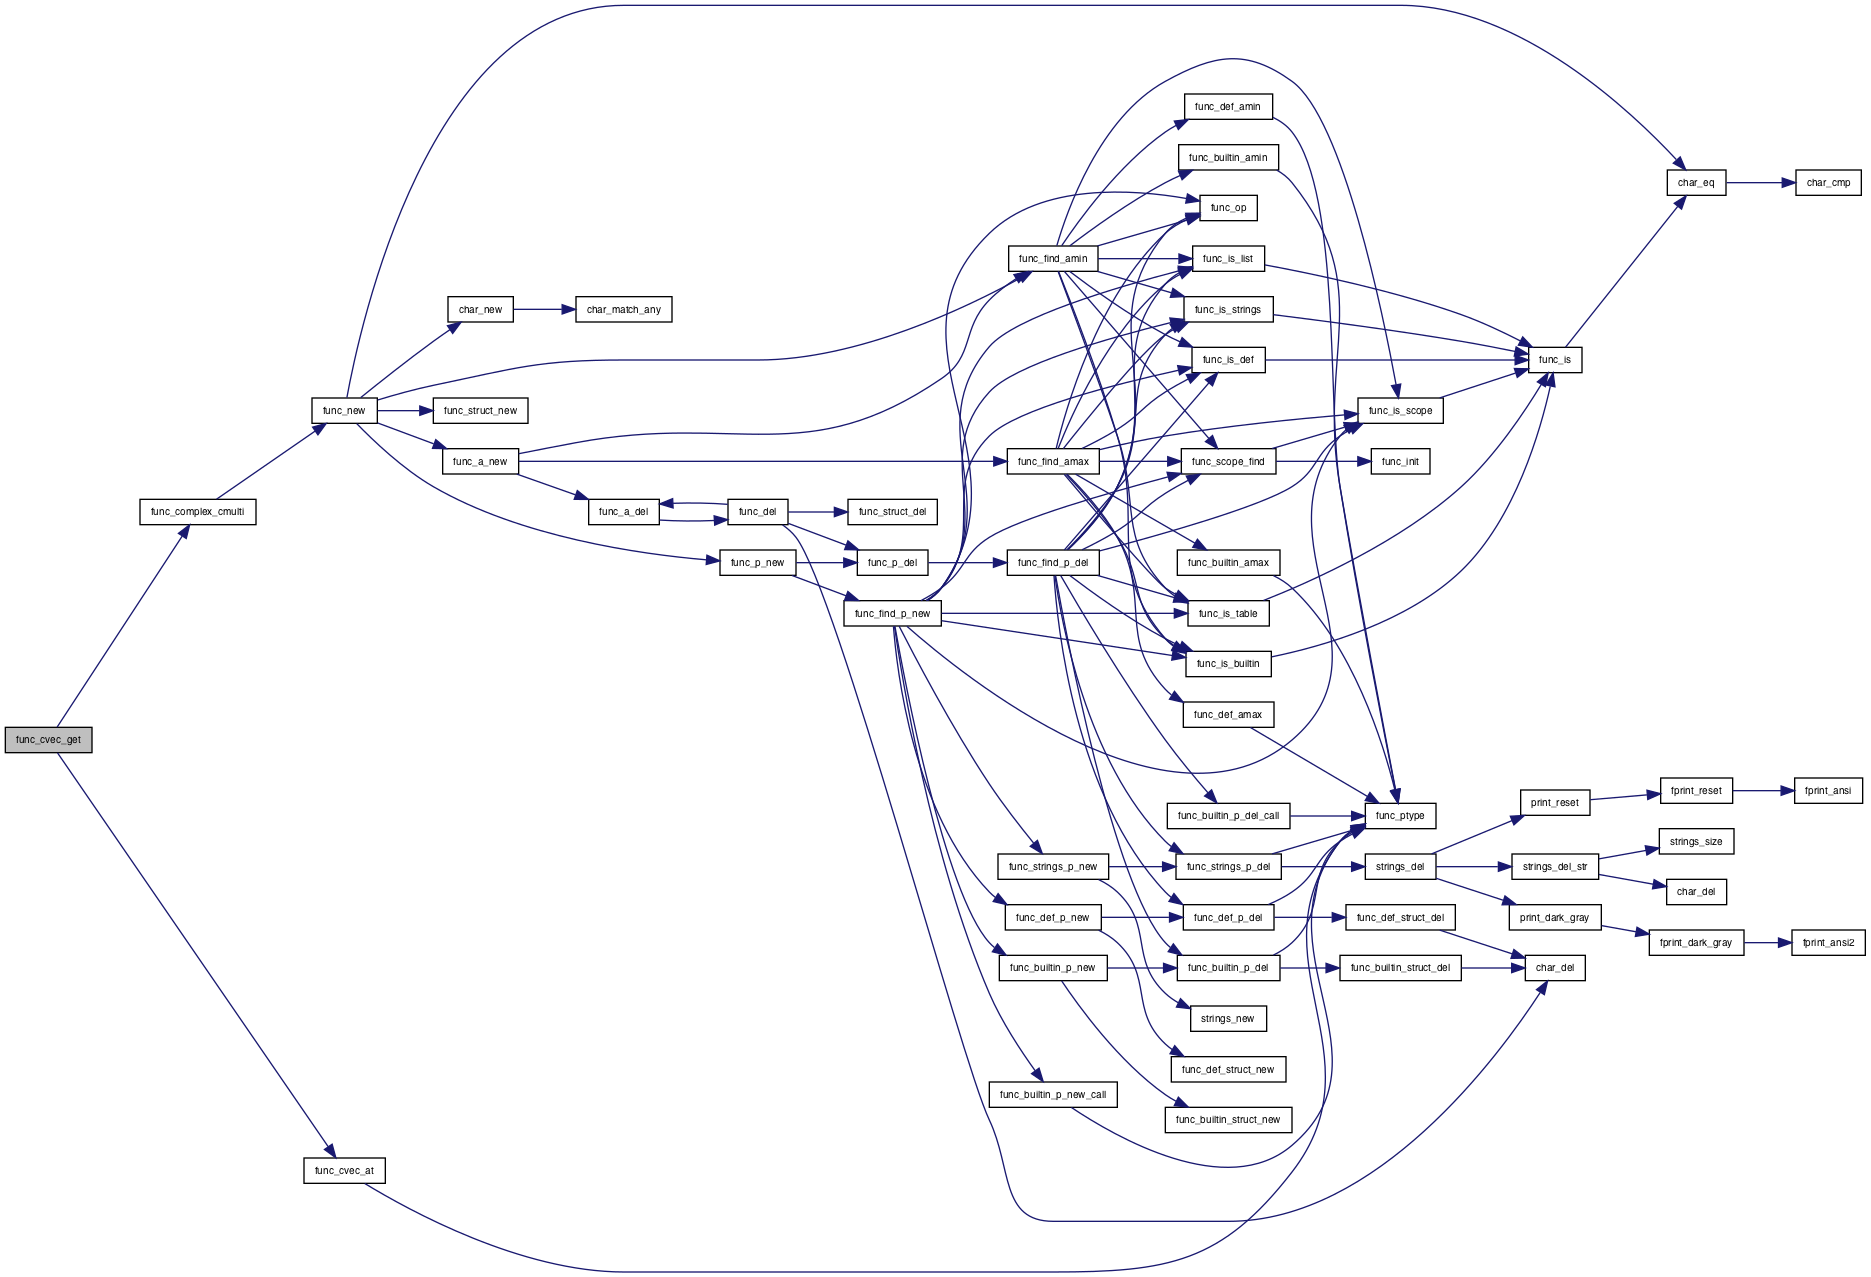 func_cvec_get
func_complex_cmulti
func_cvec_at
func_new
char_new
char_match_any
func_struct_new
func_a_new
func_a_del
func_del
func_struct_del
func_p_new
func_p_del
func_find_p_new
func_find_amin
func_find_amax
func_find_p_del
func_strings_p_new
func_def_p_new
func_builtin_p_new
func_builtin_p_new_call
func_def_amin
func_builtin_amin
func_op
func_is_list
func_is_strings
func_is_def
func_scope_find
func_builtin_amax
func_is_table
func_is_builtin
func_def_amax
func_builtin_p_del_call
func_strings_p_del
func_def_p_del
func_builtin_p_del
strings_new
func_def_struct_new
func_builtin_struct_new
func_is_scope
func_init
func_ptype
strings_del
func_def_struct_del
func_builtin_struct_del
func_is
print_reset
strings_del_str
print_dark_gray
char_del
char_eq
char_cmp
fprint_reset
fprint_ansi
strings_size
char_del
fprint_dark_gray
fprint_ansi2